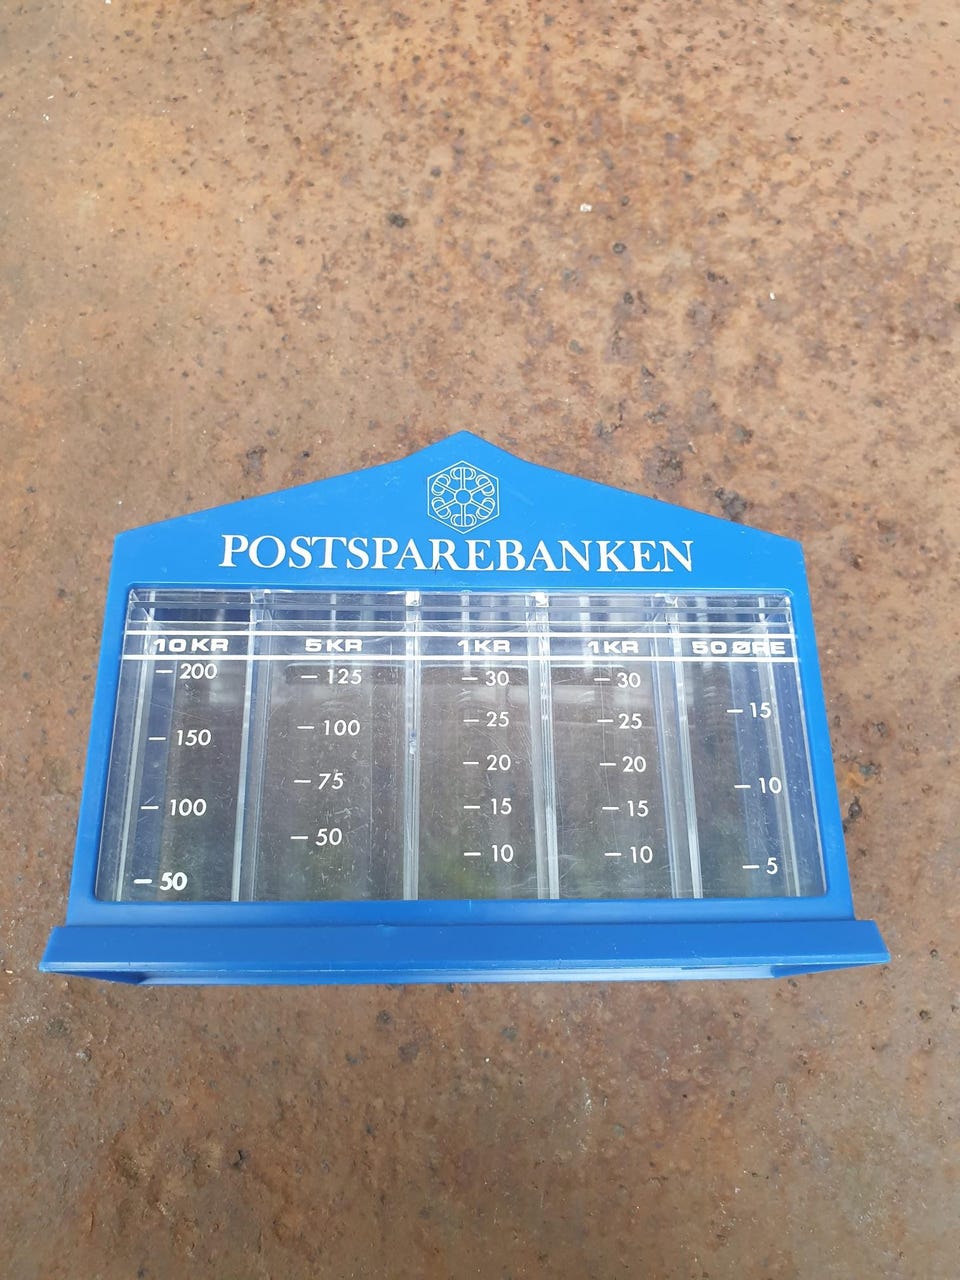 POSTSPAREBANKEN
10 KR 5 KR 1 KR 1 KR 50 ØRE
– 200 – 125 – 30 – 30
– 15
– 150 – 100 – 25 – 25
– 20 – 20
– 75 – 10
– 100 – 15 – 15
– 50
– 10 – 10
– 50 – 5